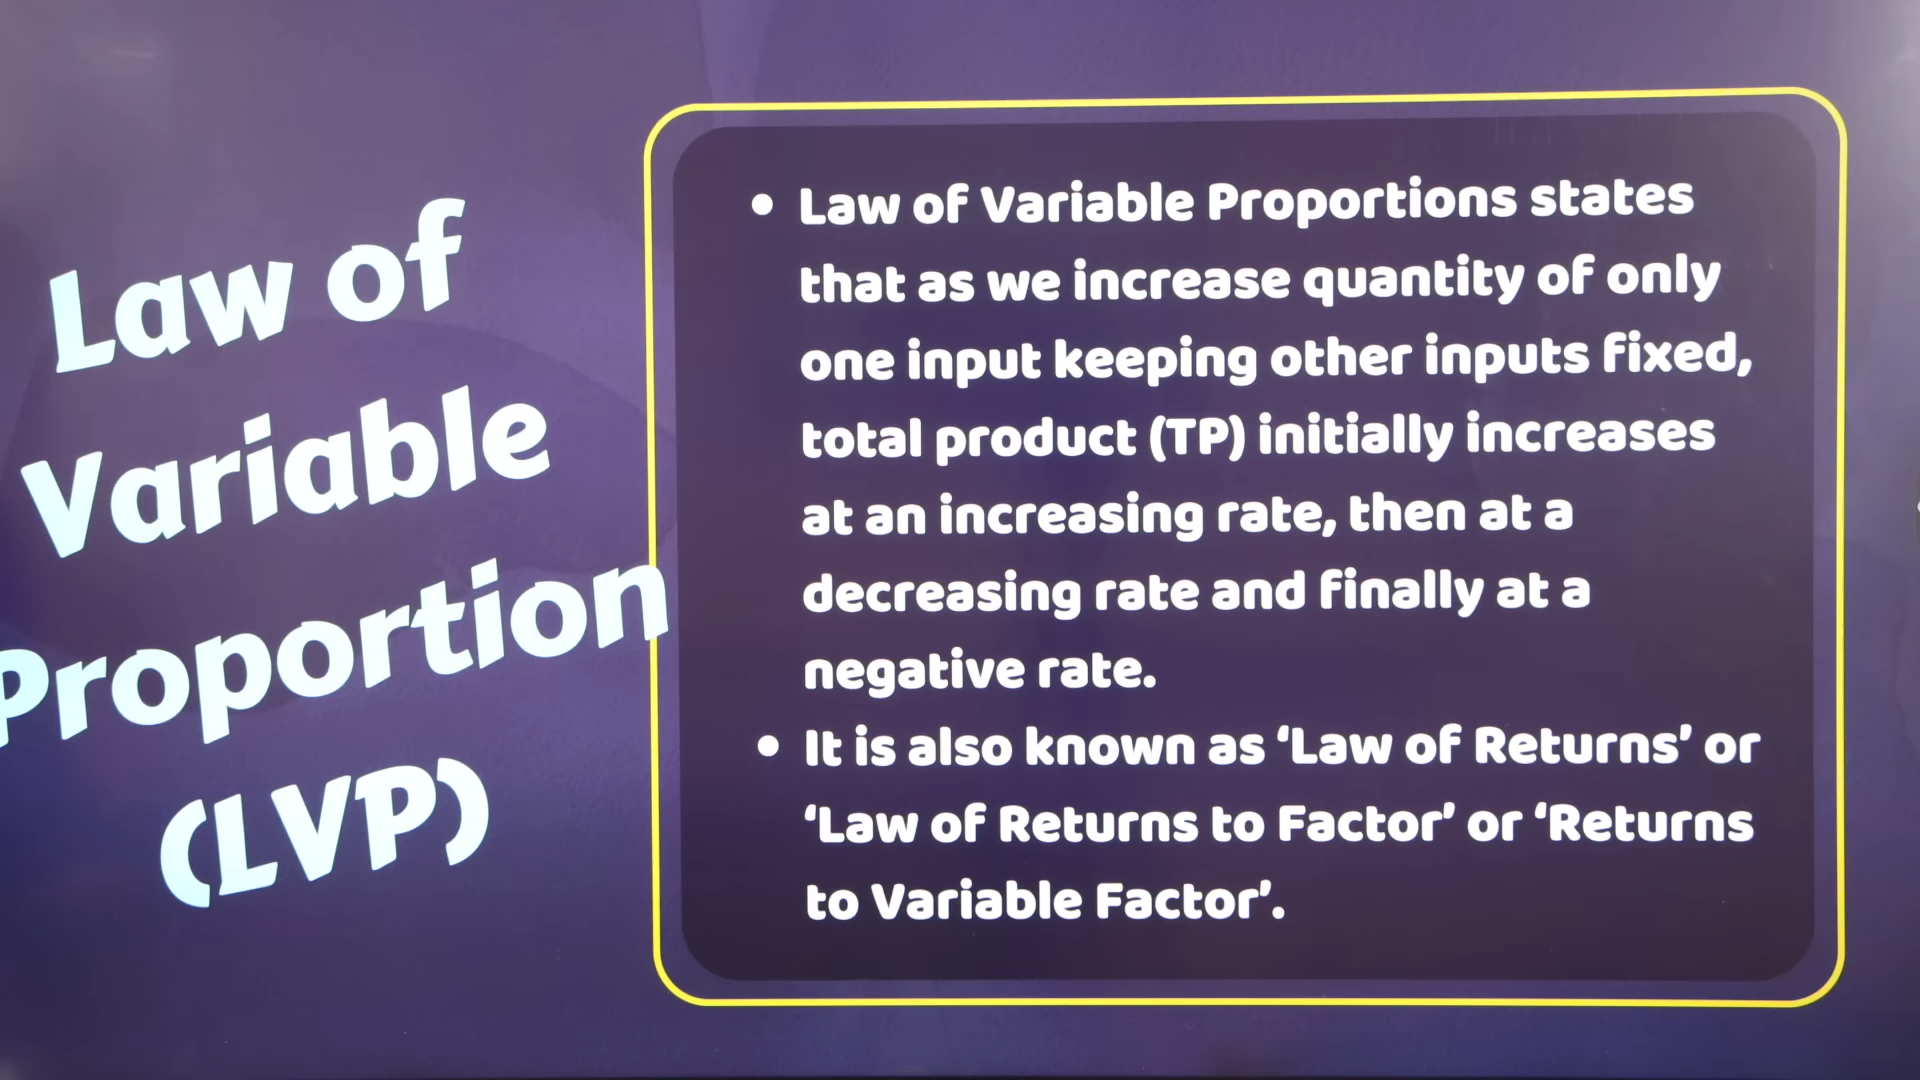 Law of
Variable
Proportion
(LVP)
• Law of Variable Proportions states
that as we increase quantity of only
one input keeping other inputs fixed,
total product (TP) initially increases
at an increasing rate, then at a
decreasing rate and finally at a
negative rate.
• It is also known as ‘Law of Returns’ or
‘Law of Returns to Factor’ or ‘Returns
to Variable Factor’.